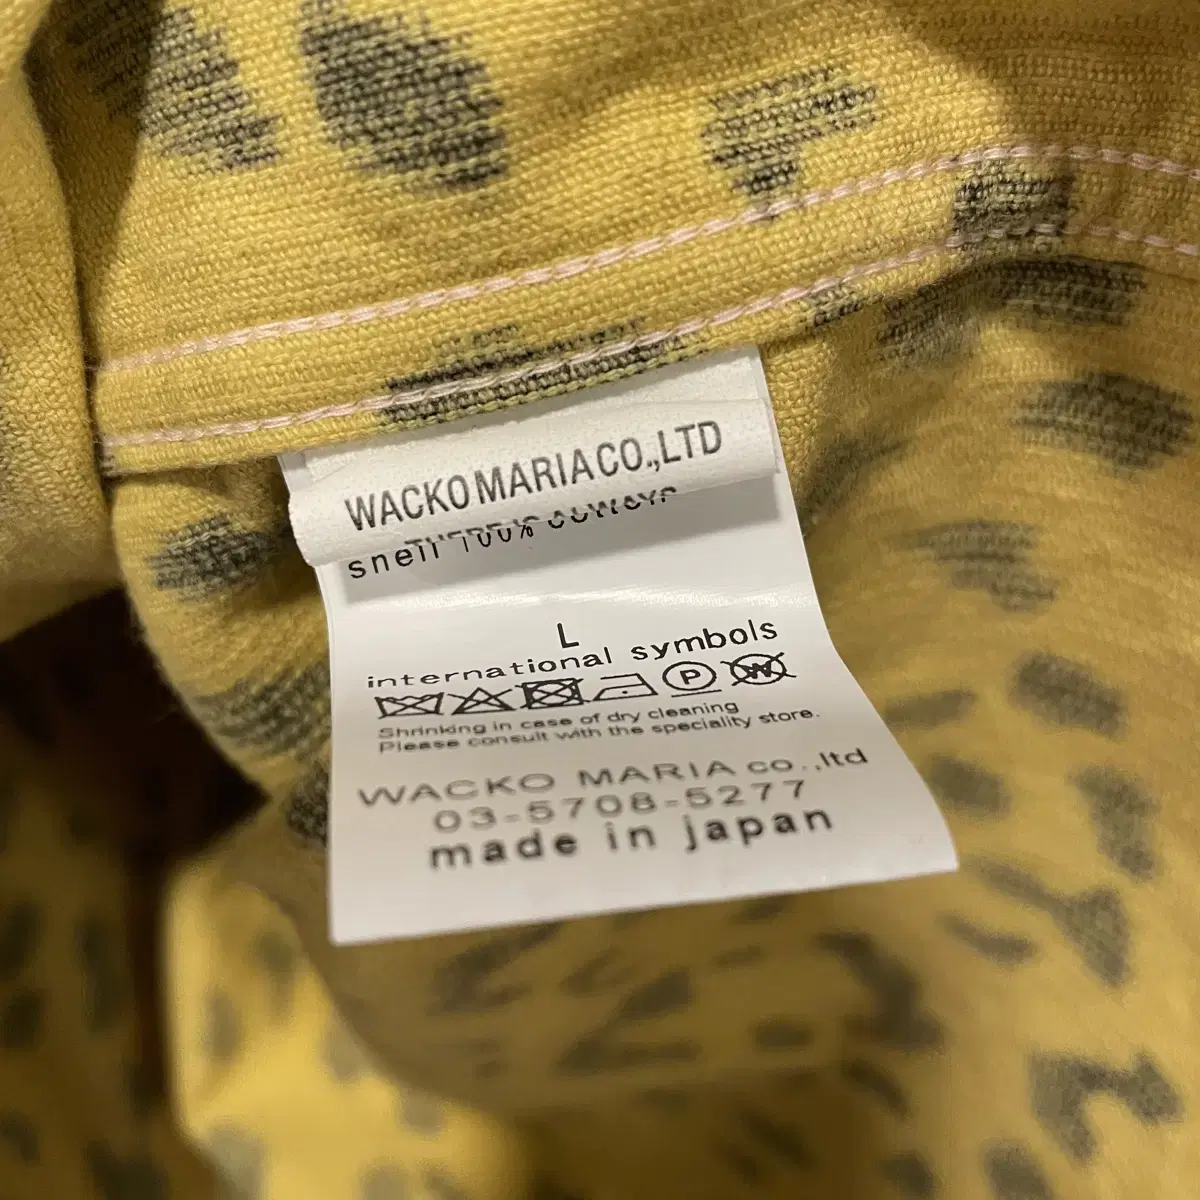 WACKO MARIA CO.,LTD
shell 100%
L
international symbols
P
W
Shrinking in case of dry cleaning
Please consult with the speciality store.
WACKO MARIA co.,ltd
03-5708-5277
made in japan